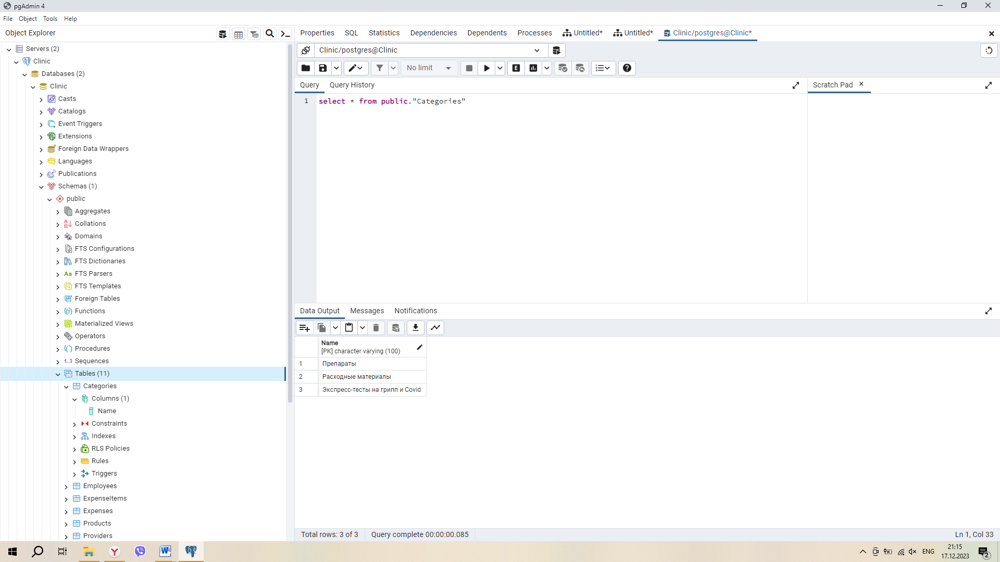 pgAdmin 4
File Object Tools Help
Object Explorer
Properties SQL Statistics Dependencies Dependents Processes Untitled* Untitled* Clinic/postgres@Clinic*
Servers (2)
Clinic
Databases (2)
Clinic
Casts
Catalogs
Event Triggers
Extensions
Foreign Data Wrappers
Languages
Publications
Schemas (1)
public
Aggregates
Collations
Domains
FTS Configurations
FTS Dictionaries
Aa FTS Parsers
FTS Templates
Foreign Tables
Functions
Materialized Views
Operators
Procedures
1..3 Sequences
Tables (11)
Categories
Columns (1)
Name
Constraints
Indexes
RLS Policies
Rules
Triggers
Employees
ExpenseItems
Expenses
Products
Providers
Clinic/postgres@Clinic
No limit
E
Query Query History
Scratch Pad
1 select * from public."Categories"
Data Output Messages Notifications
Name
[PK] character varying (100)
1 Препараты
2 Расходные материалы
3 Экспресс-тесты на грипп и Covid
Total rows: 3 of 3 Query complete 00:00:00.085 Ln 1, Col 33
ENG
21:15
17.12.2023
2